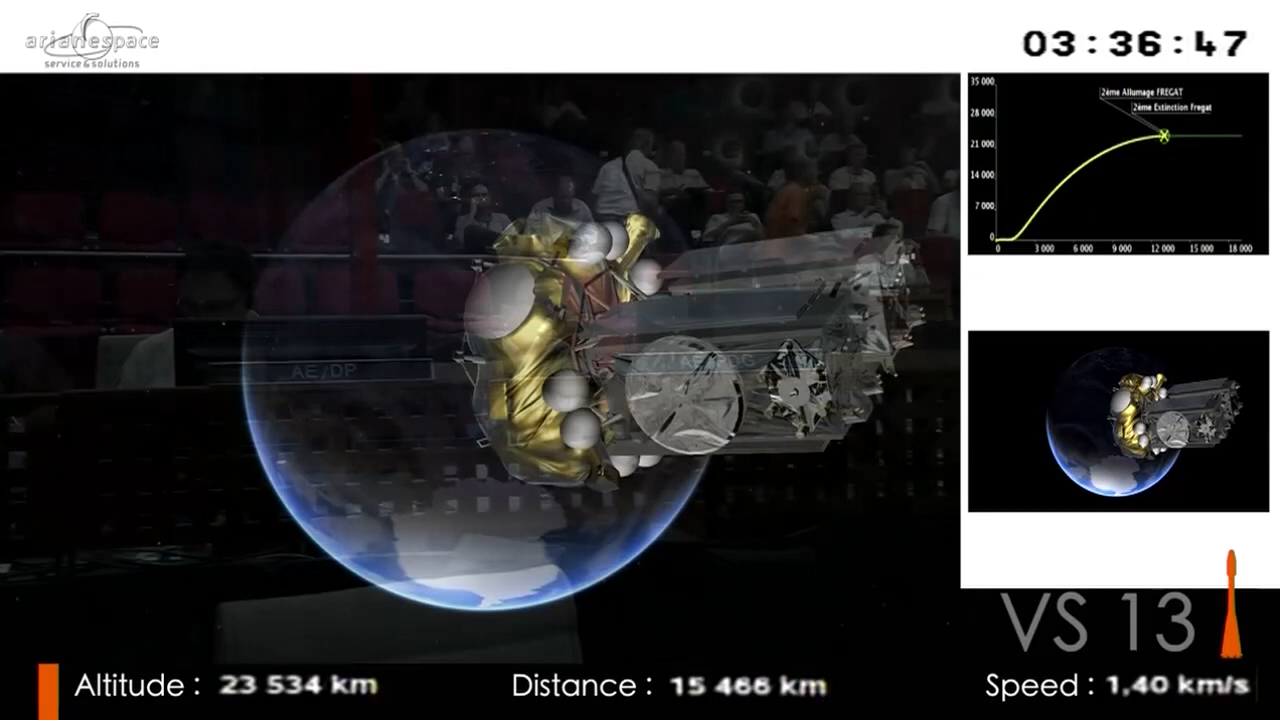 arianespace
service & solutions
03:36:47
35 000
28 000
21 000
14 000
7 000
0
0 3 000 6 000 9 000 12 000 15 000 18 000
2ème Allumage FREGAT
2ème Extinction Fregat
AE/DP
VS 13
Altitude : 23 534 km
Distance : 15 466 km
Speed : 1,40 km/s